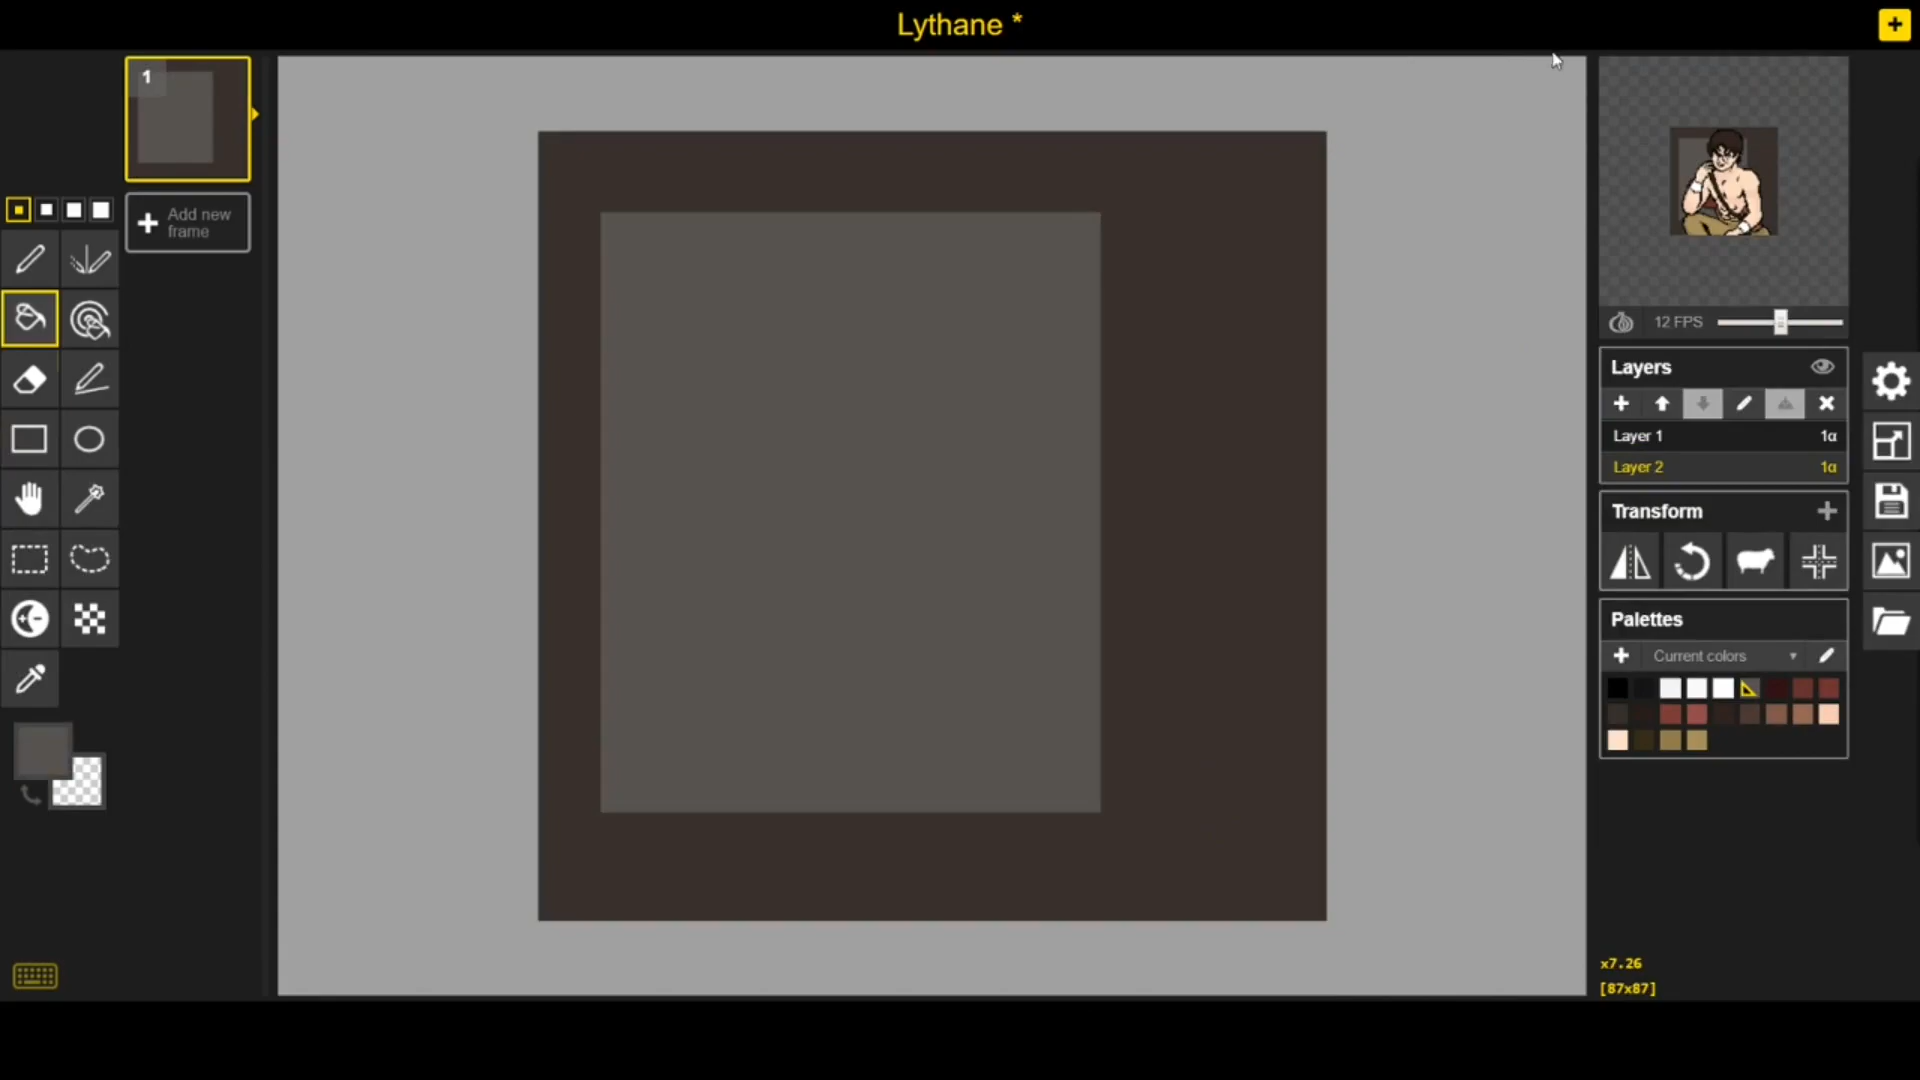 Lythane *
1
Add new
frame
12 FPS
Layers
Layer 1 1α
Layer 2 1α
Transform
Palettes
Current colors
x7.26
[87x87]